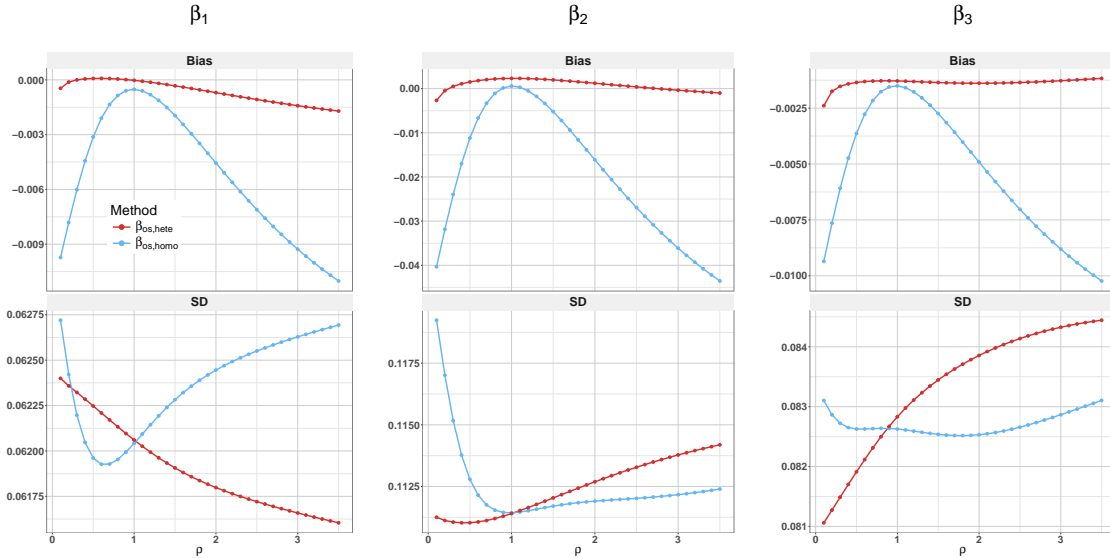 β1
β2
β3
Bias
0.000
−0.003
−0.006
−0.009
Method
βos,hete
βos,homo
Bias
0.00
−0.01
−0.02
−0.03
−0.04
Bias
−0.0025
−0.0050
−0.0075
−0.0100
SD
0.06275
0.06250
0.06225
0.06200
0.06175
0
1
2
3
ρ
SD
0.1175
0.1150
0.1125
0
1
2
3
ρ
SD
0.084
0.083
0.082
0.081
0
1
2
3
ρ